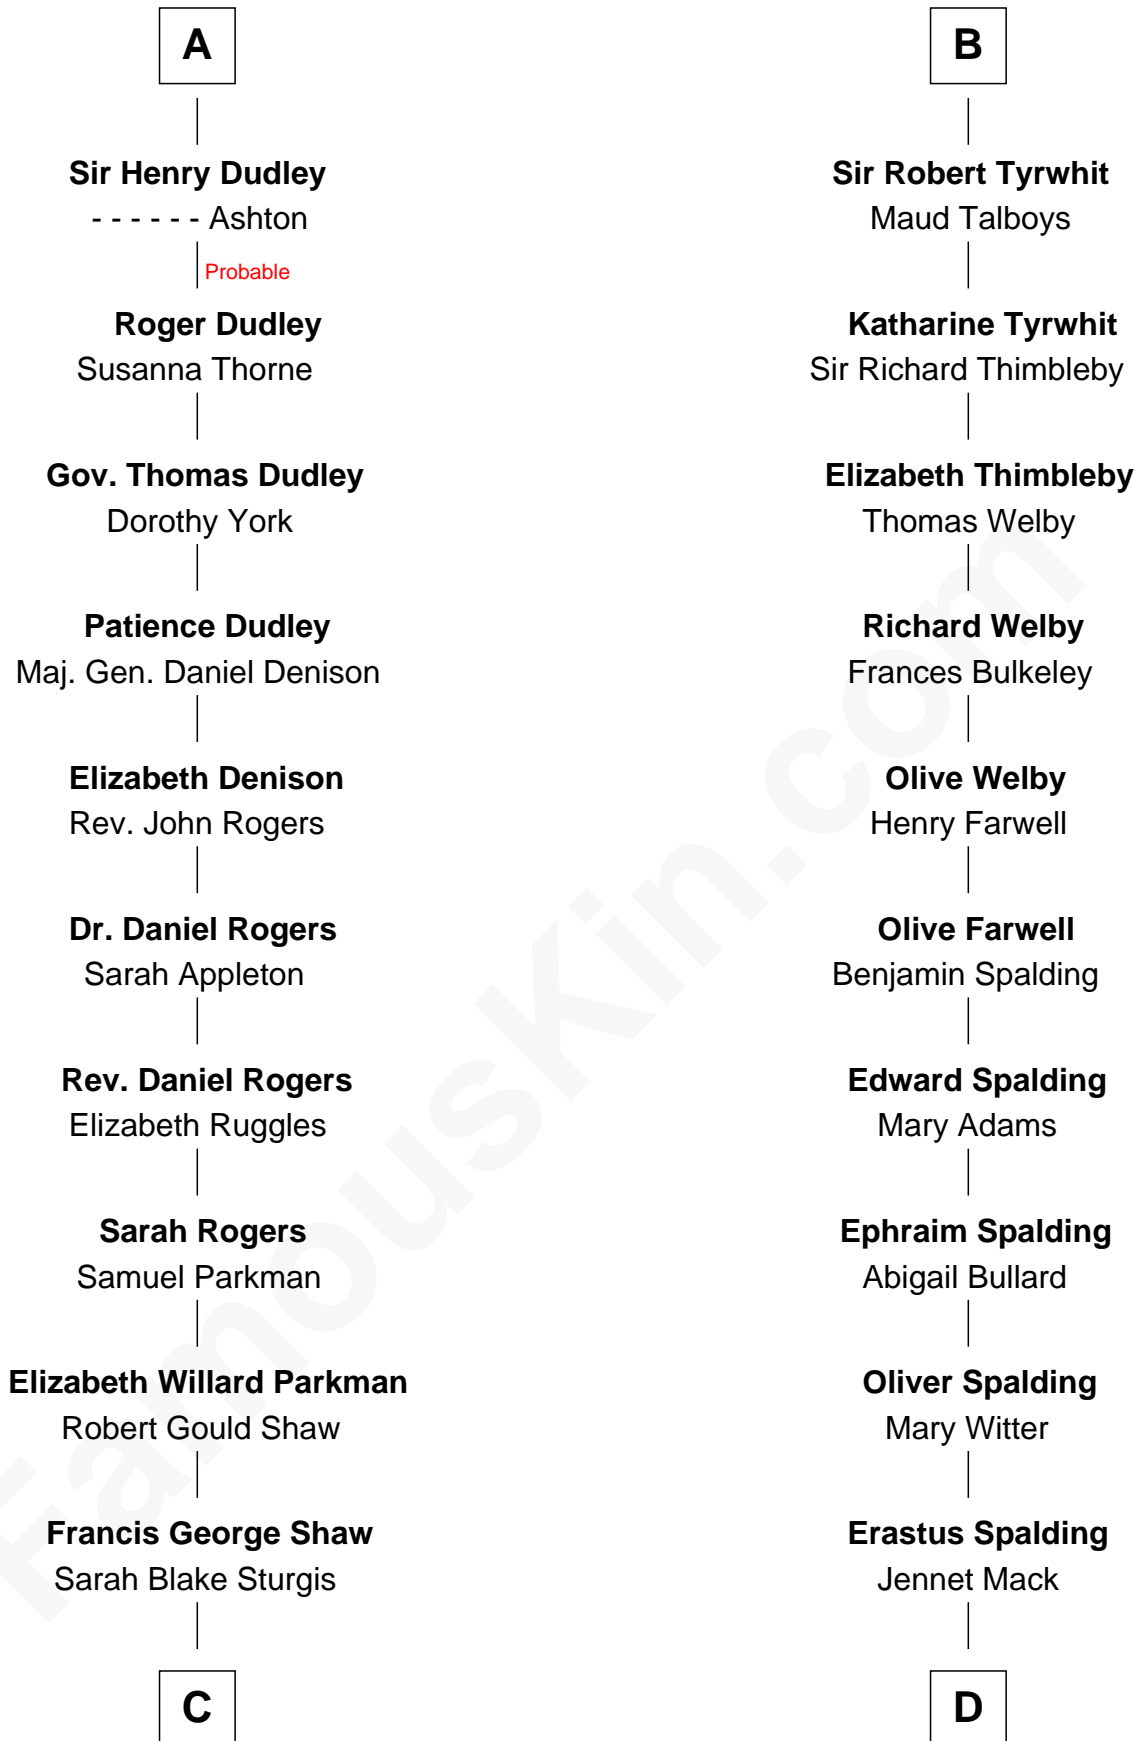 A
Sir Henry Dudley
- - - - - - Ashton
Probable
Roger Dudley
Susanna Thorne
Gov. Thomas Dudley
Dorothy York
Patience Dudley
Maj. Gen. Daniel Denison
Elizabeth Denison
Rev. John Rogers
Dr. Daniel Rogers
Sarah Appleton
Rev. Daniel Rogers
Elizabeth Ruggles
Sarah Rogers
Samuel Parkman
Elizabeth Willard Parkman
Robert Gould Shaw
Francis George Shaw
Sarah Blake Sturgis
C
B
Sir Robert Tyrwhit
Maud Talboys
Katharine Tyrwhit
Sir Richard Thimbleby
Elizabeth Thimbleby
Thomas Welby
Richard Welby
Frances Bulkeley
Olive Welby
Henry Farwell
Olive Farwell
Benjamin Spalding
Edward Spalding
Mary Adams
Ephraim Spalding
Abigail Bullard
Oliver Spalding
Mary Witter
Erastus Spalding
Jennet Mack
D
FamousKin.com